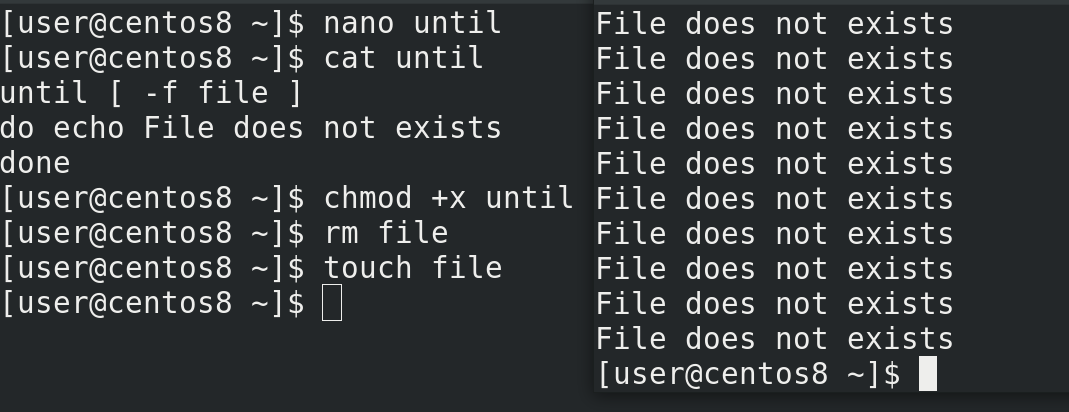 [user@centos8 ~]$ nano until
[user@centos8 ~]$ cat until
until [ -f file ]
do echo File does not exists
done
[user@centos8 ~]$ chmod +x until
[user@centos8 ~]$ rm file
[user@centos8 ~]$ touch file
[user@centos8 ~]$
File does not exists
File does not exists
File does not exists
File does not exists
File does not exists
File does not exists
File does not exists
File does not exists
File does not exists
File does not exists
[user@centos8 ~]$